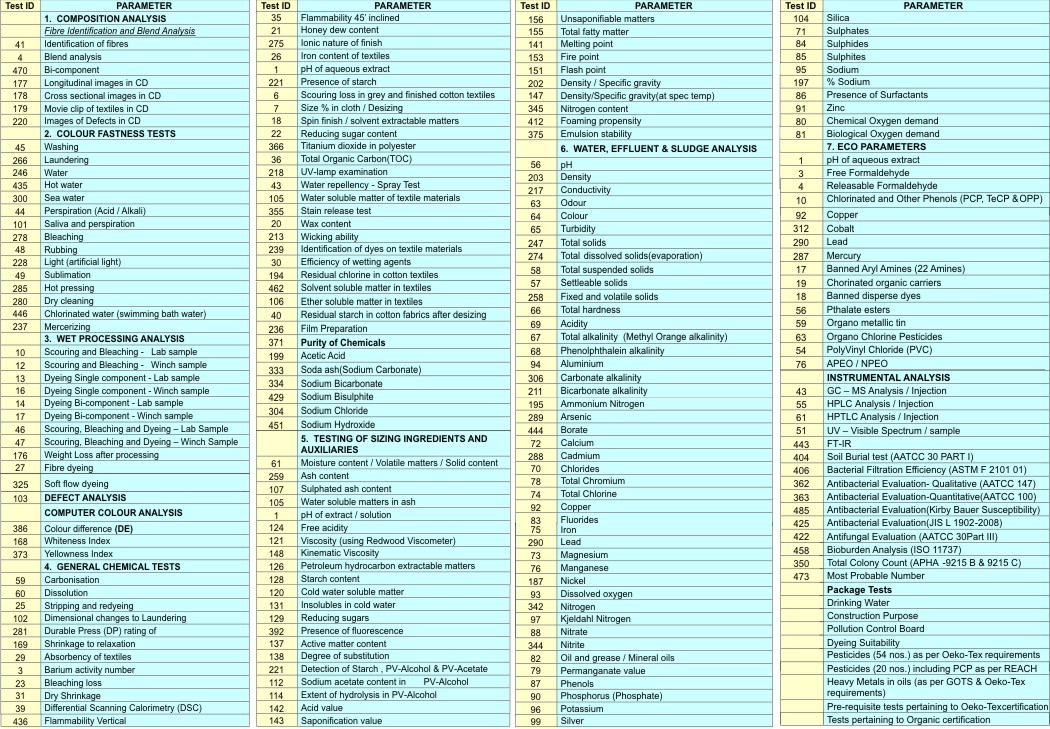 Test ID PARAMETER
1. COMPOSITION ANALYSIS
Fibre Identification and Blend Analysis
41 Identification of fibres
4 Blend analysis
470 Bi-component
177 Longitudinal images in CD
178 Cross sectional images in CD
179 Movie clip of textiles in CD
220 Images of Defects in CD
2. COLOUR FASTNESS TESTS
45 Washing
266 Laundering
246 Water
435 Hot water
300 Sea water
44 Perspiration (Acid / Alkali)
101 Saliva and perspiration
278 Bleaching
48 Rubbing
228 Light (artificial light)
49 Sublimation
285 Hot pressing
280 Dry cleaning
446 Chlorinated water (swimming bath water)
237 Mercerizing
3. WET PROCESSING ANALYSIS
10 Scouring and Bleaching - Lab sample
12 Scouring and Bleaching - Winch sample
13 Dyeing Single component - Lab sample
16 Dyeing Single component - Winch sample
14 Dyeing Bi-component - Lab sample
17 Dyeing Bi-component - Winch sample
46 Scouring, Bleaching and Dyeing – Lab sample
47 Scouring, Bleaching and Dyeing – Winch Sample
176 Weight Loss after processing
27 Fibre dyeing
325 Soft flow dyeing
103 DEFECT ANALYSIS
COMPUTER COLOUR ANALYSIS
386 Colour difference (DE)
168 Whiteness Index
373 Yellowness Index
4. GENERAL CHEMICAL TESTS
59 Carbonisation
60 Dissolution
25 Stripping and redyeing
102 Dimensional changes to Laundering
281 Durable Press (DP) rating of
169 Shrinkage to relaxation
29 Absorbency of textiles
3 Barium activity number
23 Bleaching loss
31 Dry Shrinkage
39 Differential Scanning Calorimetry (DSC)
436 Flammability Vertical
Test ID PARAMETER
35 Flammability 45' inclined
21 Honey dew content
275 Ionic nature of finish
26 Iron content of textiles
1 pH of aqueous extract
221 Presence of starch
6 Scouring loss in grey and finished cotton textiles
7 Size % in cloth / Desizing
18 Spin finish / solvent extractable matters
22 Reducing sugar content
366 Titanium dioxide in polyester
36 Total Organic Carbon(TOC)
218 UV-lamp examination
43 Water repellency - Spray Test
105 Water soluble matter of textile materials
355 Stain release test
20 Wax content
213 Wicking ability
239 Identification of dyes on textile materials
30 Efficiency of wetting agents
194 Residual chlorine in cotton textiles
462 Solvent soluble matter in textiles
106 Ether soluble matter in textiles
40 Residual starch in cotton fabrics after desizing
236 Film Preparation
371 Purity of Chemicals
199 Acetic Acid
333 Soda ash(Sodium Carbonate)
334 Sodium Bicarbonate
429 Sodium Bisulphite
304 Sodium Chloride
451 Sodium Hydroxide
5. TESTING OF SIZING INGREDIENTS AND
AUXILIARIES
61 Moisture content / Volatile matters / Solid content
259 Ash content
107 Sulphated ash content
105 Water soluble matters in ash
1 pH of extract / solution
124 Free acidity
121 Viscosity (using Redwood Viscometer)
148 Kinematic Viscosity
126 Petroleum hydrocarbon extractable matters
128 Starch content
120 Cold water soluble matter
131 Insolubles in cold water
129 Reducing sugars
392 Presence of fluorescence
137 Active matter content
138 Degree of substitution
221 Detection of Starch , PV-Alcohol & PV-Acetate
112 Sodium acetate content in PV-Alcohol
114 Extent of hydrolysis in PV-Alcohol
142 Acid value
143 Saponification value
Test ID PARAMETER
156 Unsaponifiable matters
155 Total fatty matter
141 Melting point
153 Fire point
151 Flash point
202 Density / Specific gravity
147 Density/Specific gravity(at spec temp)
345 Nitrogen content
412 Foaming propensity
375 Emulsion stability
6. WATER, EFFLUENT & SLUDGE ANALYSIS
56 pH
203 Density
217 Conductivity
63 Odour
64 Colour
65 Turbidity
247 Total solids
274 Total dissolved solids(evaporation)
58 Total suspended solids
57 Settleable solids
258 Fixed and volatile solids
66 Total hardness
69 Acidity
67 Total alkalinity (Methyl Orange alkalinity)
68 Phenolphthalein alkalinity
94 Aluminium
306 Carbonate alkalinity
211 Bicarbonate alkalinity
195 Ammonium Nitrogen
289 Arsenic
444 Borate
72 Calcium
288 Cadmium
70 Chlorides
78 Total Chromium
74 Total Chlorine
92 Copper
83 Fluorides
75 Iron
290 Lead
73 Magnesium
76 Manganese
187 Nickel
93 Dissolved oxygen
342 Nitrogen
97 Kjeldahl Nitrogen
88 Nitrate
344 Nitrite
82 Oil and grease / Mineral oils
79 Permanganate value
87 Phenols
90 Phosphorus (Phosphate)
96 Potassium
99 Silver
Test ID PARAMETER
104 Silica
71 Sulphates
84 Sulphides
85 Sulphites
95 Sodium
197 % Sodium
86 Presence of Surfactants
91 Zinc
80 Chemical Oxygen demand
81 Biological Oxygen demand
7. ECO PARAMETERS
1 pH of aqueous extract
3 Free Formaldehyde
4 Releasable Formaldehyde
10 Chlorinated and Other Phenols (PCP, TeCP &OPP)
92 Copper
312 Cobalt
290 Lead
287 Mercury
17 Banned Aryl Amines (22 Amines)
19 Chorinated organic carriers
18 Banned disperse dyes
56 Pthalate esters
59 Organo metallic tin
63 Organo Chlorine Pesticides
54 PolyVinyl Chloride (PVC)
76 APEO / NPEO
INSTRUMENTAL ANALYSIS
43 GC – MS Analysis / Injection
55 HPLC Analysis / Injection
61 HPTLC Analysis / Injection
51 UV – Visible Spectrum / sample
443 FT-IR
404 Soil Burial test (AATCC 30 PART I)
406 Bacterial Filtration Efficiency (ASTM F 2101 01)
362 Antibacterial Evaluation- Qualitative (AATCC 147)
363 Antibacterial Evaluation-Quantitative(AATCC 100)
485 Antibacterial Evaluation(Kirby Bauer Susceptibility)
425 Antibacterial Evaluation(JIS L 1902-2008)
422 Antifungal Evaluation (AATCC 30Part III)
458 Bioburden Analysis (ISO 11737)
350 Total Colony Count (APHA -9215 B & 9215 C)
473 Most Probable Number
Package Tests
Drinking Water
Construction Purpose
Pollution Control Board
Dyeing Suitability
Pesticides (54 nos.) as per Oeko-Tex requirements
Pesticides (20 nos.) including PCP as per REACH
Heavy Metals in oils (as per GOTS & Oeko-Tex
requirements)
Pre-requisite tests pertaining to Oeko-Texcertification
Tests pertaining to Organic certification